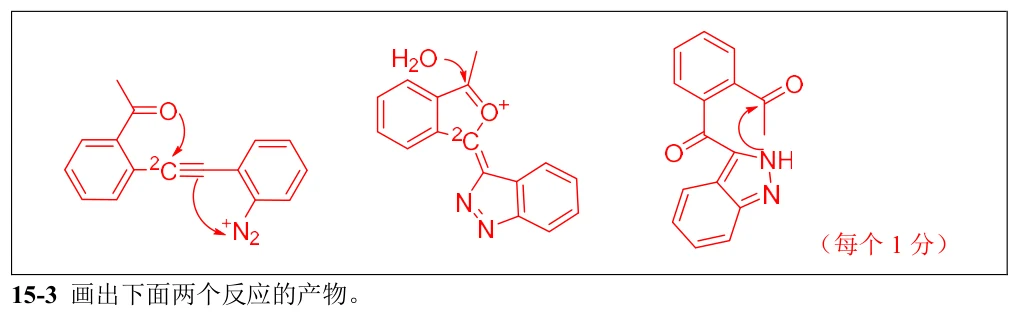 H₂O
O
O⁺
O
²C
²C
O
NH
N
N
N
⁺N₂
（每个 1 分）
15-3 画出下面两个反应的产物。